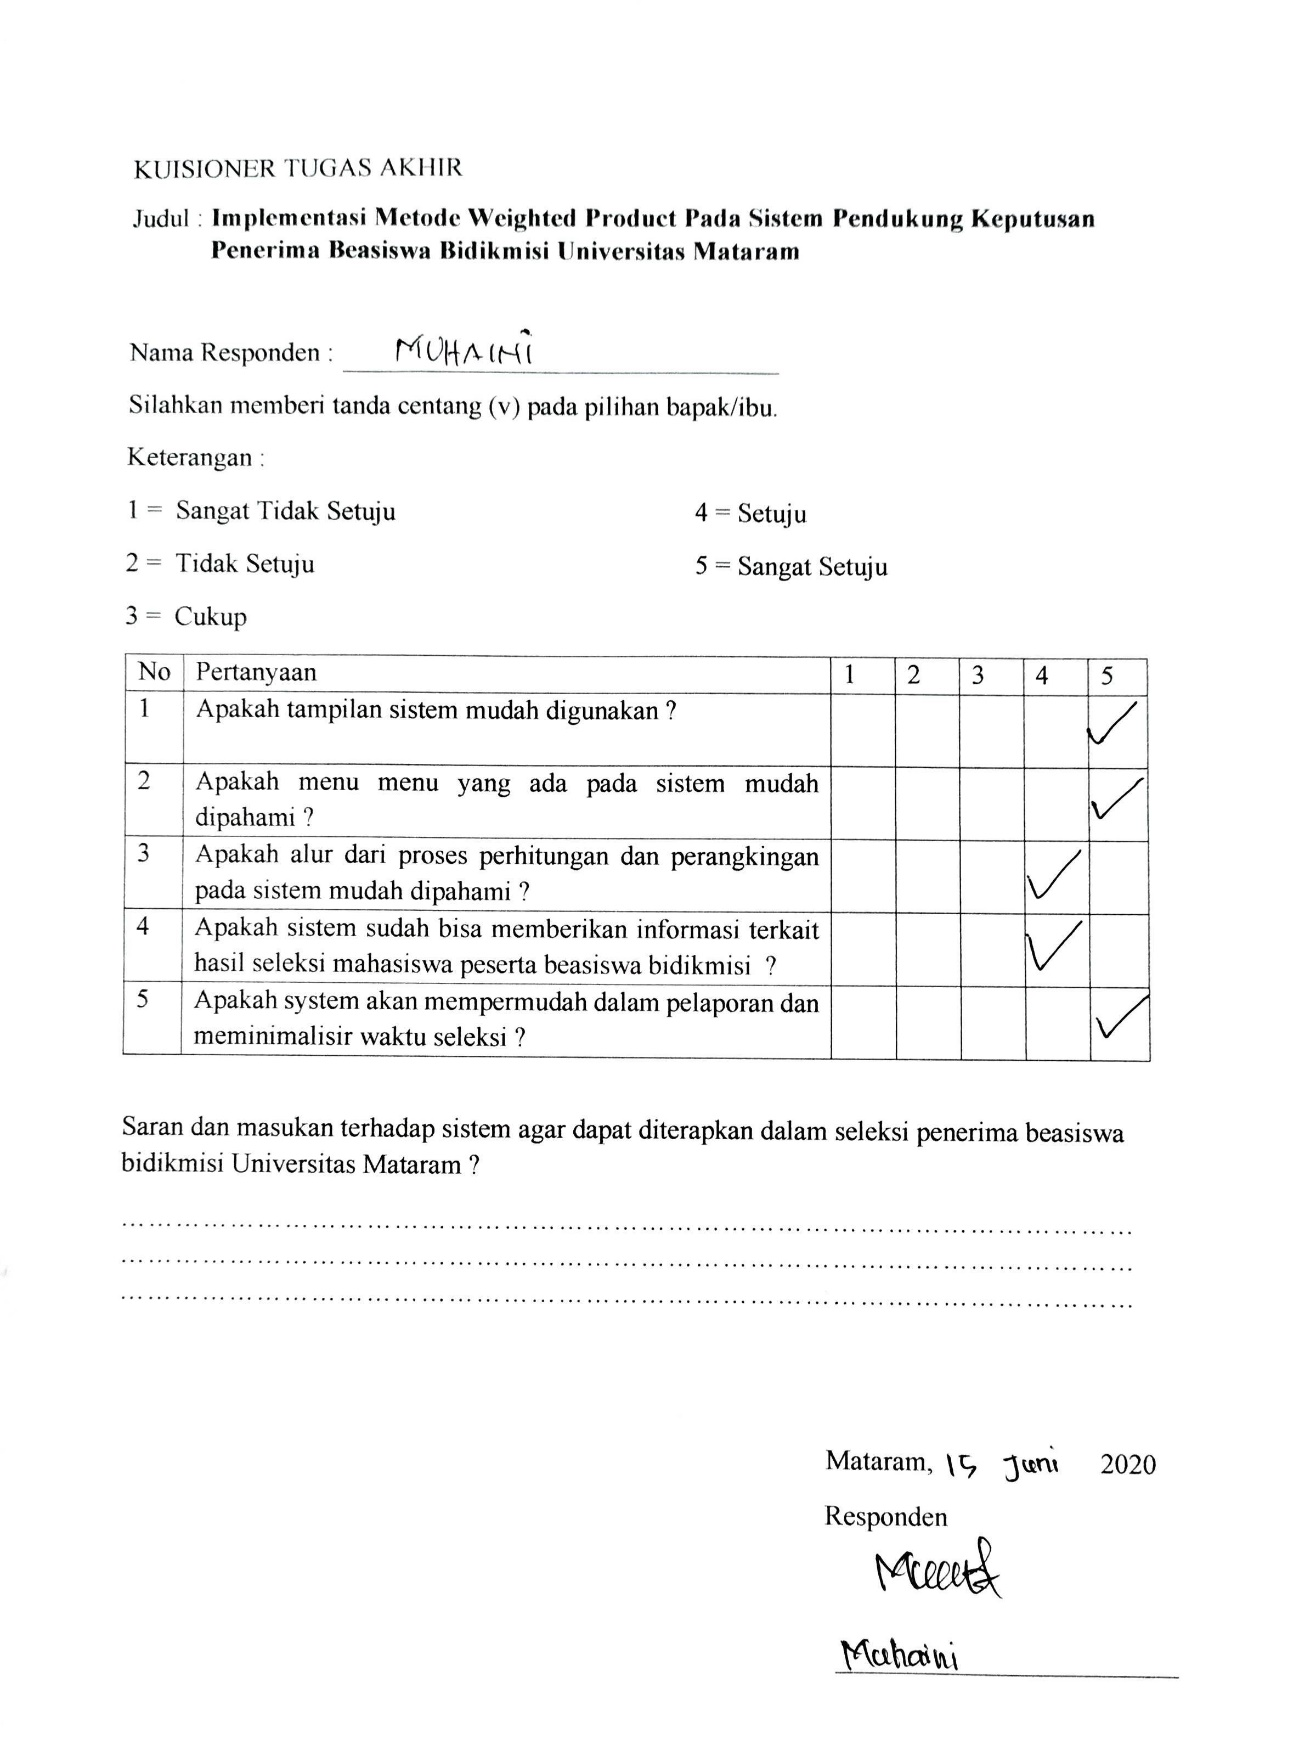 KUISIONER TUGAS AKHIR
Judul : Implementasi Metode Weighted Product Pada Sistem Pendukung Keputusan
Penerima Beasiswa Bidikmisi Universitas Mataram
Nama Responden : MUHAINI
Silahkan memberi tanda centang (v) pada pilihan bapak/ibu.
Keterangan :
1 = Sangat Tidak Setuju 4 = Setuju
2 = Tidak Setuju 5 = Sangat Setuju
3 = Cukup
No Pertanyaan 1 2 3 4 5
1 Apakah tampilan sistem mudah digunakan ? ✓
2 Apakah menu menu yang ada pada sistem mudah
dipahami ? ✓
3 Apakah alur dari proses perhitungan dan perangkingan
pada sistem mudah dipahami ? ✓
4 Apakah sistem sudah bisa memberikan informasi terkait
hasil seleksi mahasiswa peserta beasiswa bidikmisi ? ✓
5 Apakah system akan mempermudah dalam pelaporan dan
meminimalisir waktu seleksi ? ✓
Saran dan masukan terhadap sistem agar dapat diterapkan dalam seleksi penerima beasiswa
bidikmisi Universitas Mataram ?
Mataram, 15 Juni 2020
Responden
Muhaini